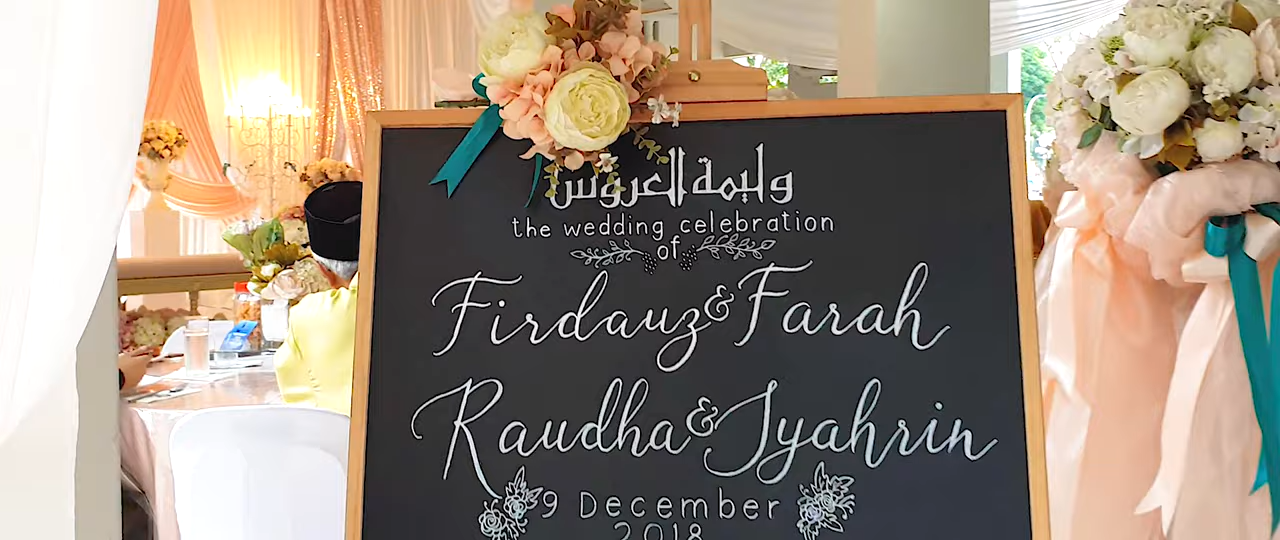 وليمة العروس
the wedding celebration
of
Firdauz & Farah
Raudha & Syahrin
9 December
2018